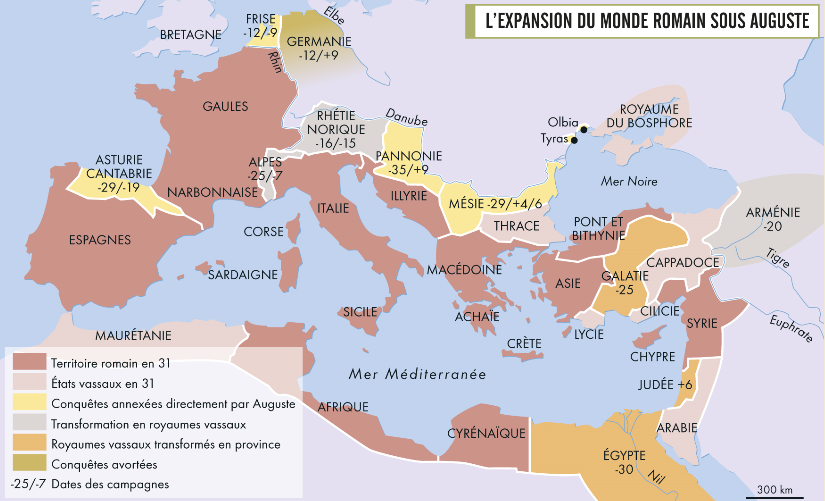 L'EXPANSION DU MONDE ROMAIN SOUS AUGUSTE
FRISE
-12/-9
Elbe
BRETAGNE
GERMANIE
-12/+9
Rhin
GAULES
RHÉTIE
NORIQUE
-16/-15
Danube
Olbia
Tyras
ROYAUME
DU BOSPHORE
ASTURIE
CANTABRIE
-29/-19
ALPES
-25/-7
PANNONIE
-35/+9
Mer Noire
NARBONNAISE
ILLYRIE
MÉSIE -29/+4/6
ITALIE
THRACE
PONT ET
BITHYNIE
ARMÉNIE
-20
CORSE
ESPAGNES
Tigre
SARDAIGNE
MACÉDOINE
ASIE
GALATIE
-25
CAPPADOCE
SICILE
ACHAÏE
CILICIE
SYRIE
Euphrate
LYCIE
MAURÉTANIE
CRÈTE
CHYPRE
Mer Méditerranée
JUDÉE +6
AFRIQUE
CYRÉNAÏQUE
ARABIE
ÉGYPTE
-30
Nil
Territoire romain en 31
États vassaux en 31
Conquêtes annexées directement par Auguste
Transformation en royaumes vassaux
Royaumes vassaux transformés en province
Conquêtes avortées
-25/-7 Dates des campagnes
300 km